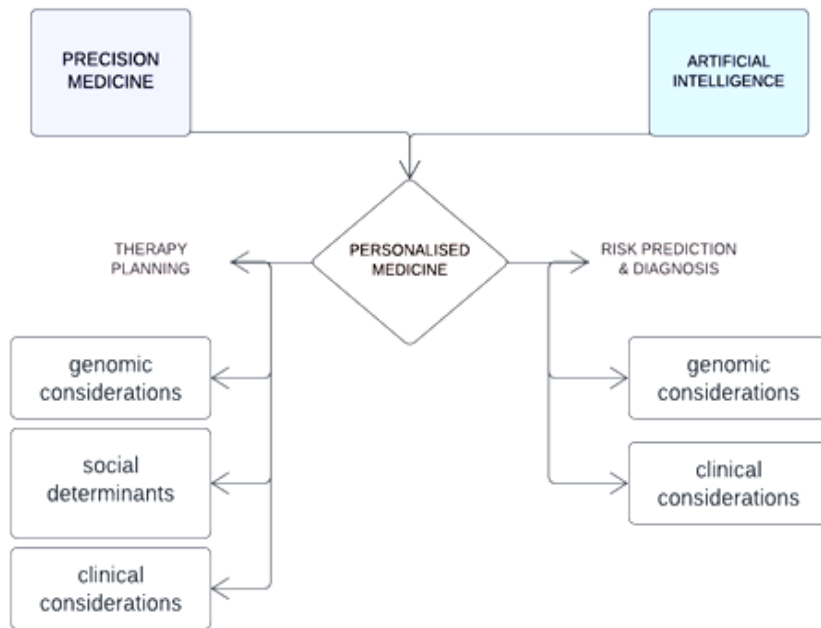 PRECISION
MEDICINE
ARTIFICIAL
INTELLIGENCE
PERSONALISED
MEDICINE
THERAPY
PLANNING
RISK PREDICTION
& DIAGNOSIS
genomic
considerations
social
determinants
clinical
considerations
genomic
considerations
clinical
considerations